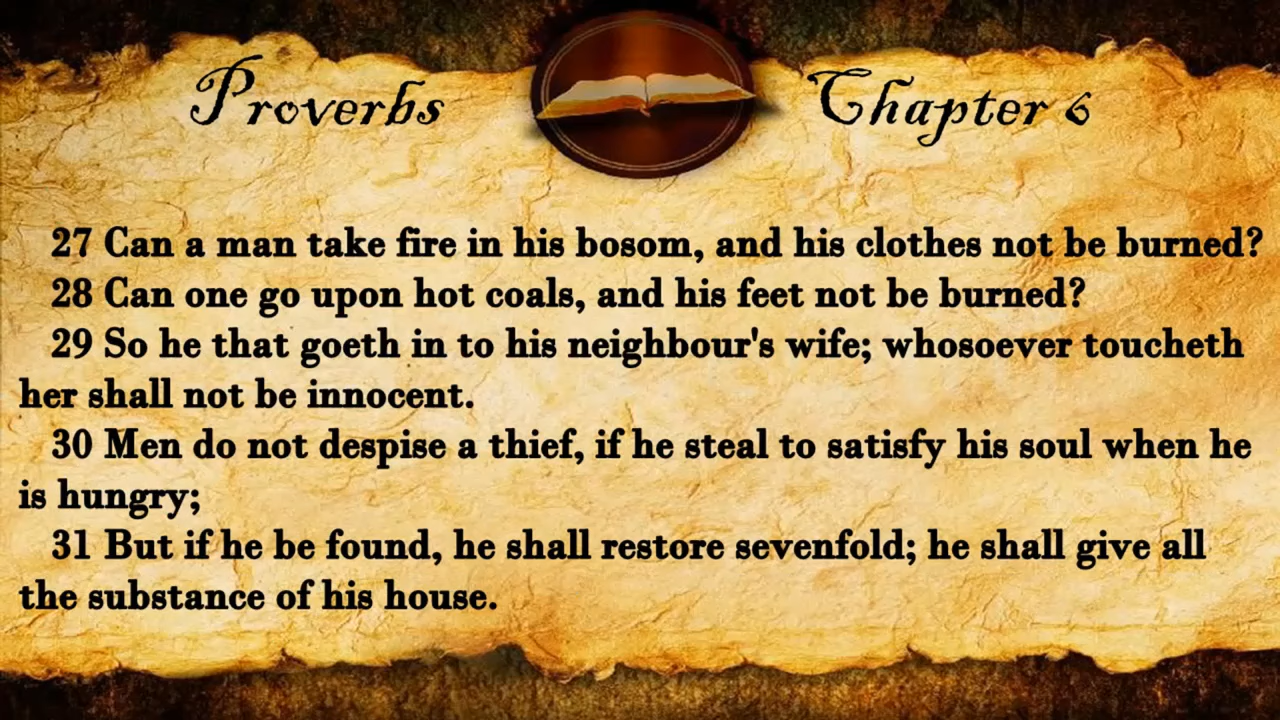 Proverbs Chapter 6
27 Can a man take fire in his bosom, and his clothes not be burned?
28 Can one go upon hot coals, and his feet not be burned?
29 So he that goeth in to his neighbour's wife; whosoever toucheth
her shall not be innocent.
30 Men do not despise a thief, if he steal to satisfy his soul when he
is hungry;
31 But if he be found, he shall restore sevenfold; he shall give all
the substance of his house.